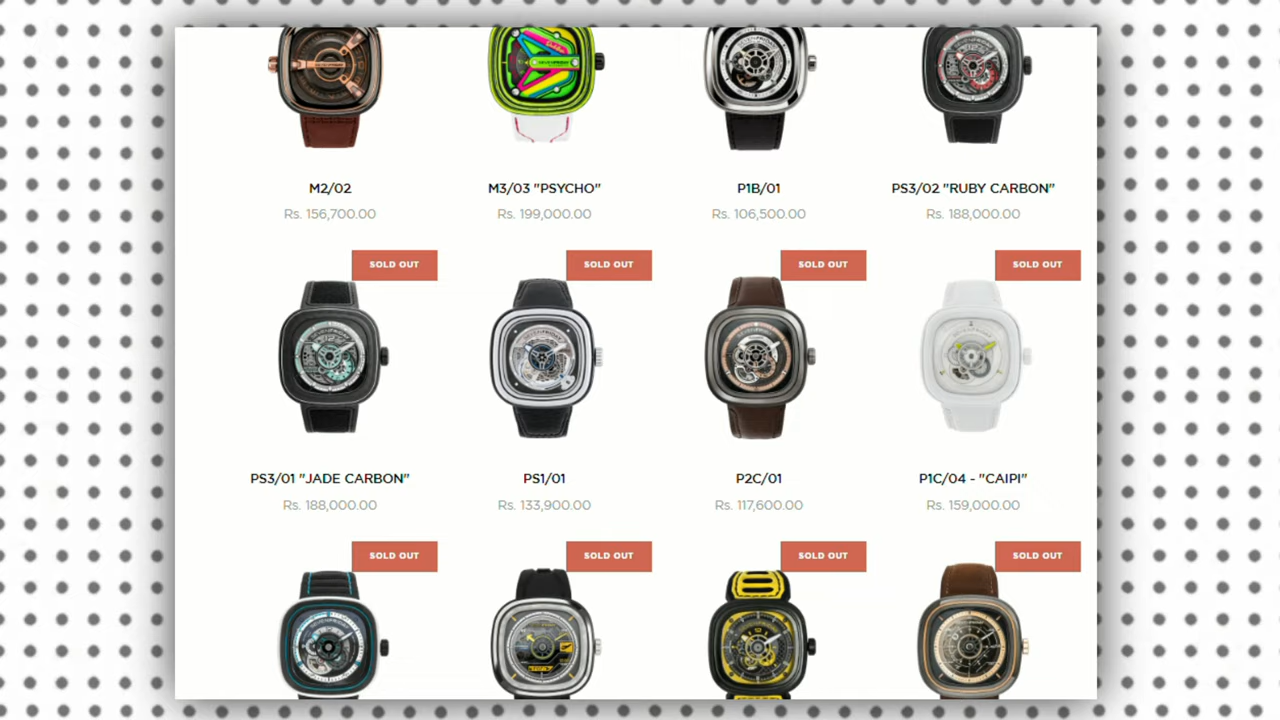 M2/02
M3/03 "PSYCHO"
P1B/01
PS3/02 "RUBY CARBON"
Rs. 156,700.00
Rs. 199,000.00
Rs. 106,500.00
Rs. 188,000.00
SOLD OUT
SOLD OUT
SOLD OUT
SOLD OUT
PS3/01 "JADE CARBON"
PS1/01
P2C/01
P1C/04 - "CAIPI"
Rs. 188,000.00
Rs. 133,900.00
Rs. 117,600.00
Rs. 159,000.00
SOLD OUT
SOLD OUT
SOLD OUT
SOLD OUT